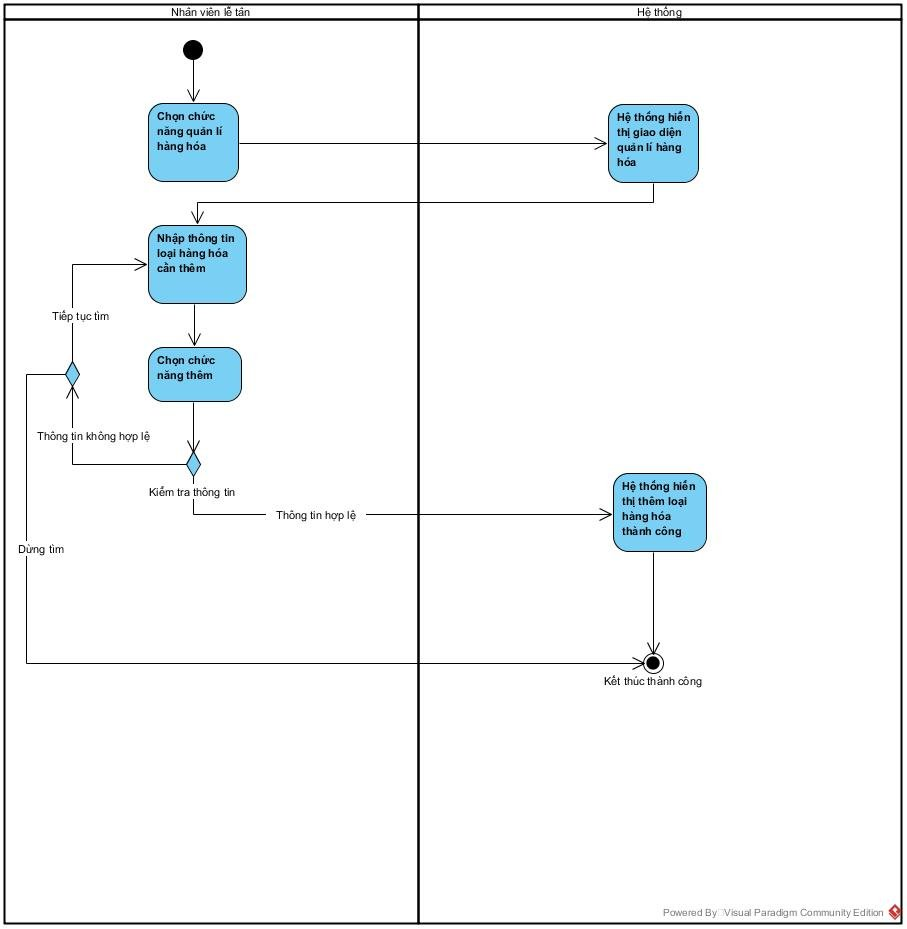 Nhân viên lễ tân
Hệ thống
Chọn chức
năng quản lí
hàng hóa
Hệ thống hiển
thị giao diện
quản lí hàng
hóa
Nhập thông tin
loại hàng hóa
cần thêm
Tiếp tục tìm
Chọn chức
năng thêm
Thông tin không hợp lệ
Kiểm tra thông tin
Thông tin hợp lệ
Hệ thống hiển
thị thêm loại
hàng hóa
thành công
Dừng tìm
Kết thúc thành công
Powered By Visual Paradigm Community Edition